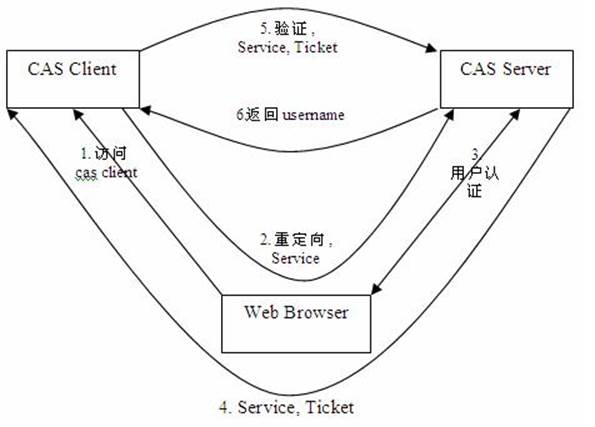 5.验证,
Service, Ticket
CAS Client
CAS Server
6返回 username
1.访问
cas client
3.
用户认
证
2.重定向,
Service
Web Browser
4. Service, Ticket